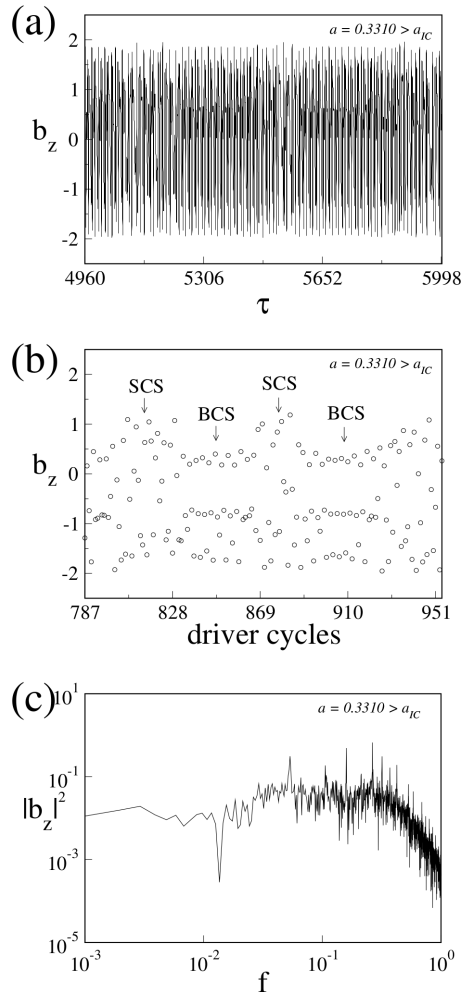 (a)
a = 0.3310 > a_IC
2
1
b_z
0
-1
-2
4960 5306 5652 5998
τ
(b)
a = 0.3310 > a_IC
2
SCS SCS
1
BCS BCS
b_z
0
-1
-2
787 828 869 910 951
driver cycles
(c)
10^1
a = 0.3310 > a_IC
10^-1
|b_z|^2
10^-3
10^-5
10^-3 10^-2 10^-1 10^0
f